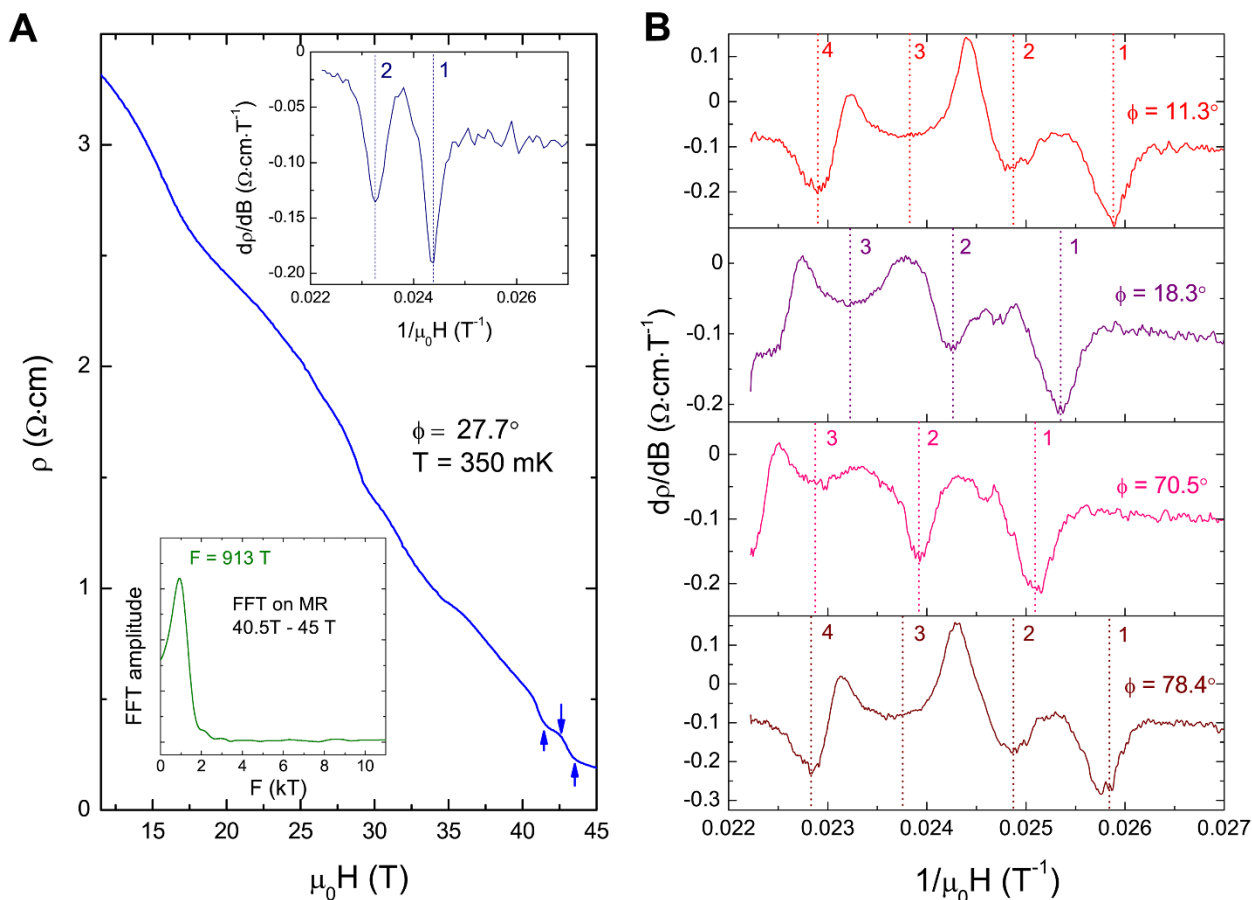 A
ρ (Ω·cm)
3
2
1
0
15 20 25 30 35 40 45
μ₀H (T)
ϕ = 27.7°
T = 350 mK
dρ/dB (Ω·cm·T⁻¹)
0
-0.05
-0.10
-0.15
-0.20
2 1
0.022 0.024 0.026
1/μ₀H (T⁻¹)
F = 913 T
FFT on MR
40.5T - 45 T
FFT amplitude
0 2 4 6 8 10
F (kT)
B
dρ/dB (Ω·cm·T⁻¹)
0.1
0
-0.1
-0.2
4 3 2 1
ϕ = 11.3°
0
-0.1
-0.2
3 2 1
ϕ = 18.3°
0
-0.1
-0.2
3 2 1
ϕ = 70.5°
0.1
0
-0.1
-0.2
-0.3
4 3 2 1
ϕ = 78.4°
0.022 0.023 0.024 0.025 0.026 0.027
1/μ₀H (T⁻¹)